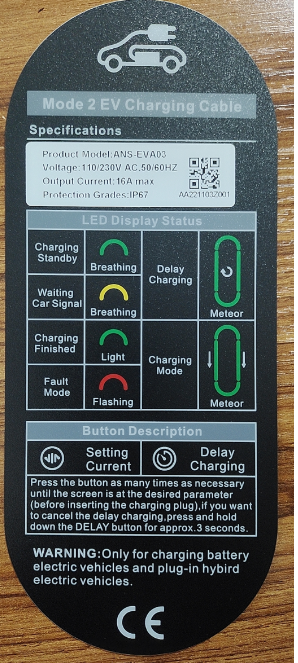 Mode 2 EV Charging Cable
Specifications
Product Model:ANS-EVA03
Voltage:110/230V AC,50/60HZ
Output Current:16A max
Protection Grades:IP67
AA221103Z001
LED Display Status
Charging
Standby
Breathing
Waiting
Car Signal
Breathing
Delay
Charging
Meteor
Charging
Finished
Light
Fault
Mode
Flashing
Charging
Mode
Meteor
Button Description
Setting
Current
Delay
Charging
Press the button as many times as necessary
until the screen is at the desired parameter
(before inserting the charging plug),if you want
to cancel the delay charging,press and hold
down the DELAY button for approx.3 seconds.
WARNING:Only for charging battery
electric vehicles and plug-in hybird
electric vehicles.
CE